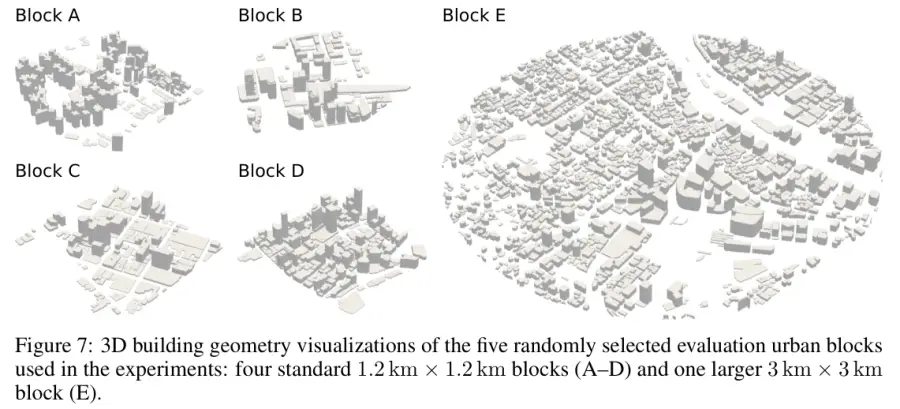 Block A
Block B
Block E
Block C
Block D
Figure 7: 3D building geometry visualizations of the five randomly selected evaluation urban blocks
used in the experiments: four standard 1.2 km × 1.2 km blocks (A–D) and one larger 3 km × 3 km
block (E).